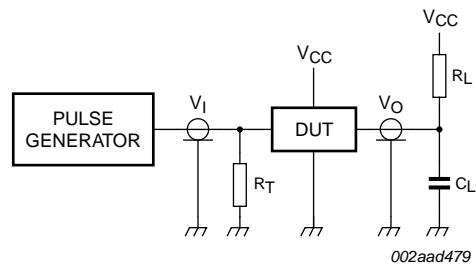 VCC
VCC
RL
VI
VO
PULSE
GENERATOR
DUT
RT
CL
002aad479